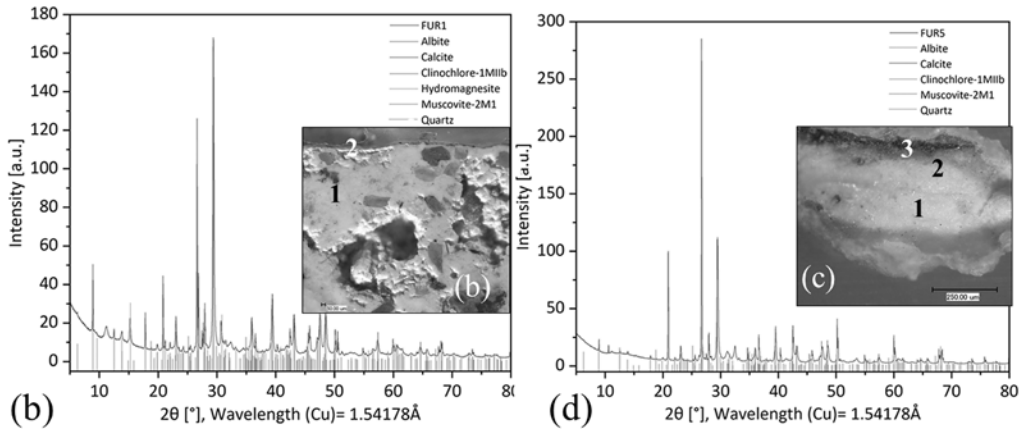 180
160
140
120
100
80
60
40
20
0
Intensity [a.u.]
FUR1
Albite
Calcite
Clinochlore-1MIIb
Hydromagnesite
Muscovite-2M1
Quartz
2
1
(b)
10 20 30 40 50 60 70 80
(b)
2θ [°], Wavelength (Cu)= 1.54178Å
300
250
200
150
100
50
0
Intensity [a.u.]
FUR5
Albite
Calcite
Clinochlore-1MIIb
Muscovite-2M1
Quartz
3
2
1
250.00 um
(c)
10 20 30 40 50 60 70 80
(d)
2θ [°], Wavelength (Cu)= 1.54178Å